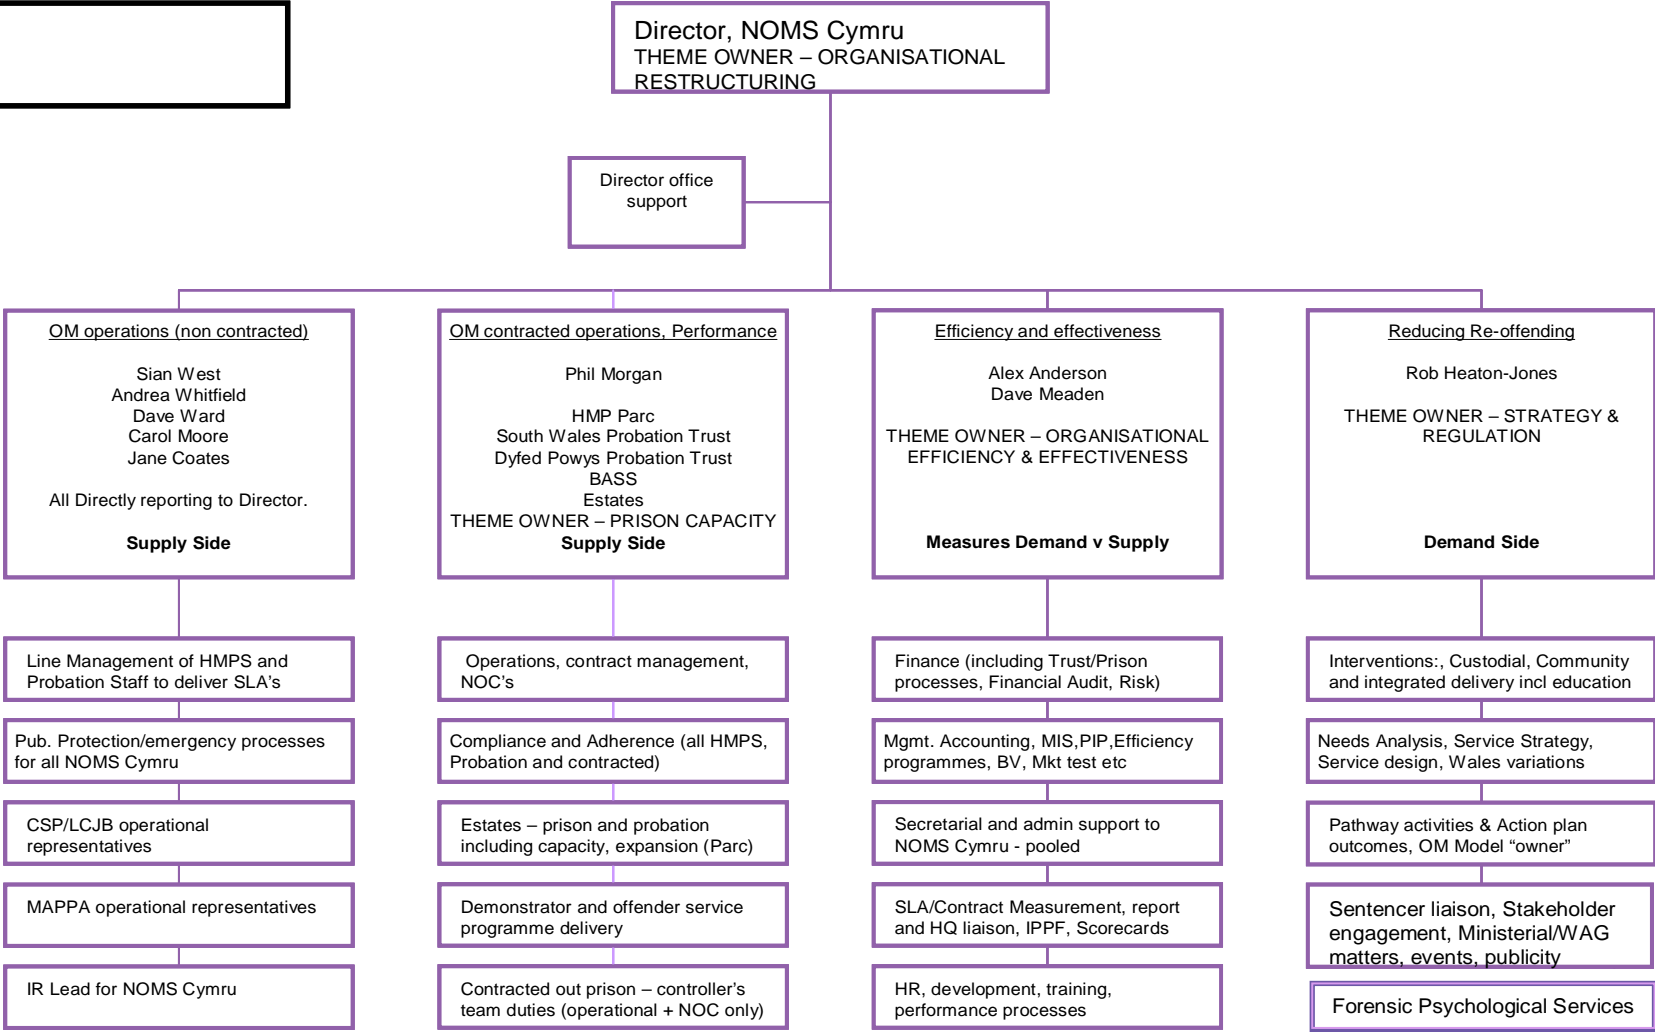 Director, NOMS Cymru
THEME OWNER – ORGANISATIONAL
RESTRUCTURING
Director office
support
OM operations (non contracted)
Sian West
Andrea Whitfield
Dave Ward
Carol Moore
Jane Coates
All Directly reporting to Director.
Supply Side
OM contracted operations, Performance
Phil Morgan
HMP Parc
South Wales Probation Trust
Dyfed Powys Probation Trust
BASS
Estates
THEME OWNER – PRISON CAPACITY
Supply Side
Efficiency and effectiveness
Alex Anderson
Dave Meaden
THEME OWNER – ORGANISATIONAL
EFFICIENCY & EFFECTIVENESS
Measures Demand v Supply
Reducing Re-offending
Rob Heaton-Jones
THEME OWNER – STRATEGY &
REGULATION
Demand Side
Line Management of HMPS and
Probation Staff to deliver SLA's
Pub. Protection/emergency processes
for all NOMS Cymru
CSP/LCJB operational
representatives
MAPPA operational representatives
IR Lead for NOMS Cymru
Operations, contract management,
NOC's
Compliance and Adherence (all HMPS,
Probation and contracted)
Estates – prison and probation
including capacity, expansion (Parc)
Demonstrator and offender service
programme delivery
Contracted out prison – controller's
team duties (operational + NOC only)
Finance (including Trust/Prison
processes, Financial Audit, Risk)
Mgmt. Accounting, MIS,PIP,Efficiency
programmes, BV, Mkt test etc
Secretarial and admin support to
NOMS Cymru - pooled
SLA/Contract Measurement, report
and HQ liaison, IPPF, Scorecards
HR, development, training,
performance processes
Interventions:, Custodial, Community
and integrated delivery incl education
Needs Analysis, Service Strategy,
Service design, Wales variations
Pathway activities & Action plan
outcomes, OM Model “owner”
Sentencer liaison, Stakeholder
engagement, Ministerial/WAG
matters, events, publicity
Forensic Psychological Services